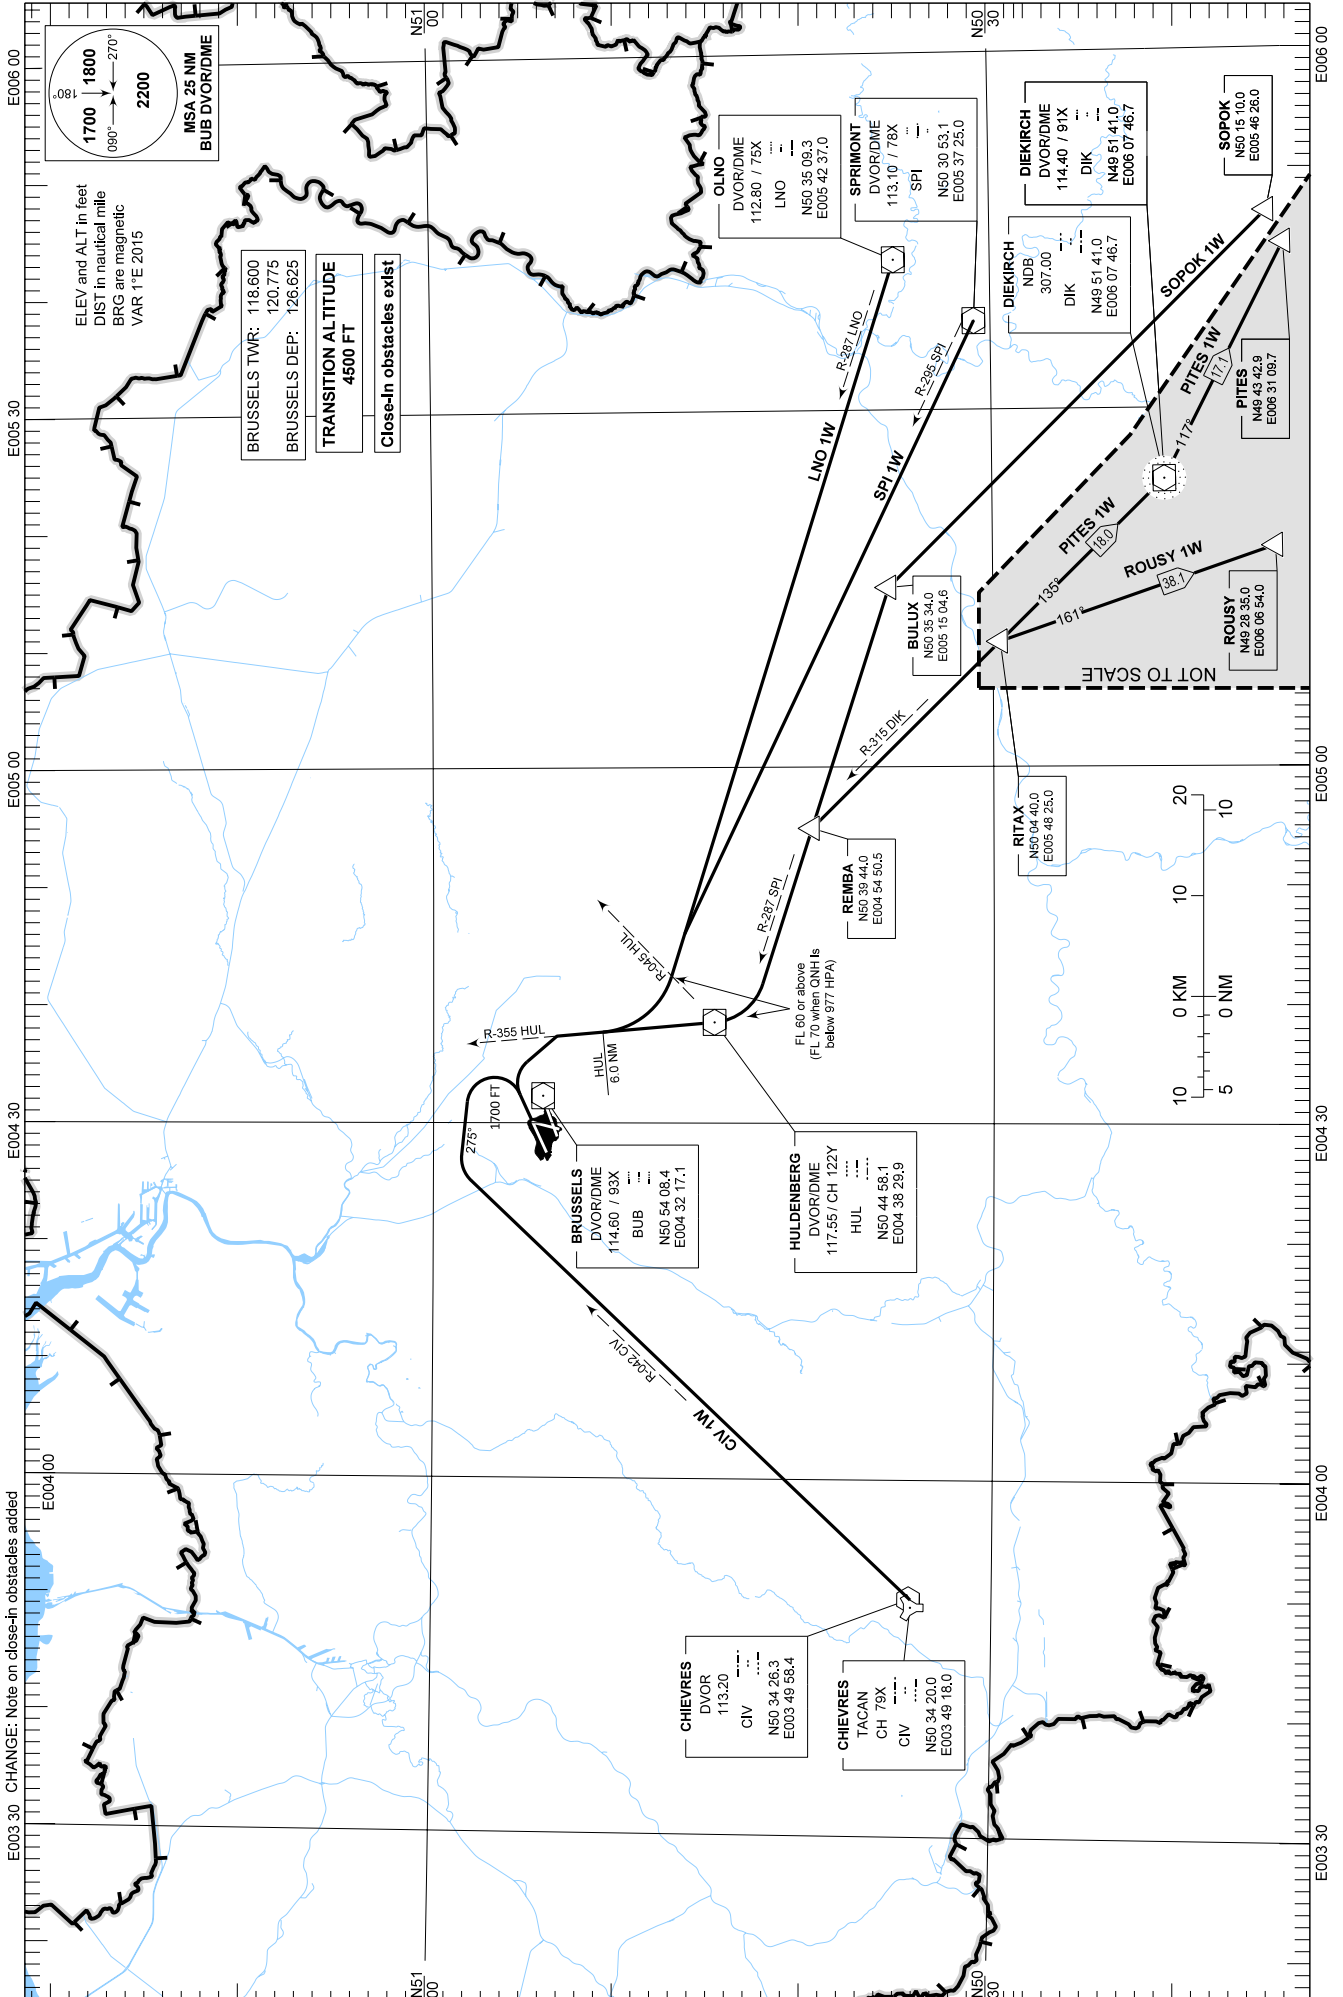 CHANGE: Note on close-in obstacles added
E003 30
E004 00
E004 30
E005 00
E005 30
E006 00
N51
00
N51
00
N50
30
N50
30
E003 30
E004 00
E004 30
E005 00
E005 30
E006 00
ELEV and ALT in feet
DIST in nautical mile
BRG are magnetic
VAR 1°E 2015
180°
090°
270°
1700
1800
2200
MSA 25 NM
BUB DVOR/DME
BRUSSELS TWR: 118.600
120.775
BRUSSELS DEP: 126.625
TRANSITION ALTITUDE
4500 FT
Close-in obstacles exist
275°
1700 FT
R-355 HUL
HUL
6.0 NM
R-045 HUL
BRUSSELS
DVOR/DME
114.60 / 93X
BUB
N50 54 08.4
E004 32 17.1
R-042 CIV
CIV 1W
HULDENBERG
DVOR/DME
117.55 / CH 122Y
HUL
N50 44 58.1
E004 38 29.9
FL 60 or above
(FL 70 when QNH is
below 977 HPA)
R-287 SPI
CHIEVRES
DVOR
113.20
CIV
N50 34 26.3
E003 49 58.4
CHIEVRES
TACAN
CH 79X
CIV
N50 34 20.0
E003 49 18.0
REMBA
N50 39 44.0
E004 54 50.5
R-315 DIK
BULUX
N50 35 34.0
E005 15 04.6
LNO 1W
R-287 LNO
SPI 1W
R-295 SPI
OLNO
DVOR/DME
112.80 / 75X
LNO
N50 35 09.3
E005 42 37.0
SPRIMONT
DVOR/DME
113.10 / 78X
SPI
N50 30 53.1
E005 37 25.0
DIEKIRCH
NDB
307.00
DIK
N49 51 41.0
E006 07 46.7
DIEKIRCH
DVOR/DME
114.40 / 91X
DIK
N49 51 41.0
E006 07 46.7
SOPOK 1W
SOPOK
N50 15 10.0
E005 46 26.0
RITAX
N50 04 40.0
E005 48 25.0
NOT TO SCALE
135°
161°
18.0
PITES 1W
ROUSY 1W
38.1
117°
17.1
PITES 1W
PITES
N49 43 42.9
E006 31 09.7
ROUSY
N49 28 35.0
E006 06 54.0
10
0 KM
10
20
5
0 NM
10